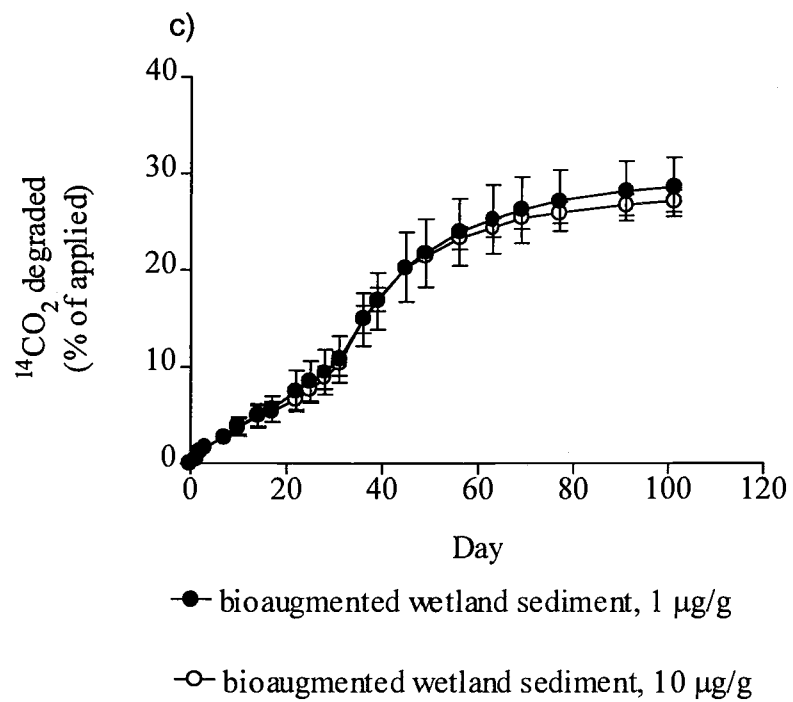 c)
40
30
20
10
0
¹⁴CO₂ degraded
(% of applied)
0 20 40 60 80 100 120
Day
bioaugmented wetland sediment, 1 µg/g
bioaugmented wetland sediment, 10 µg/g